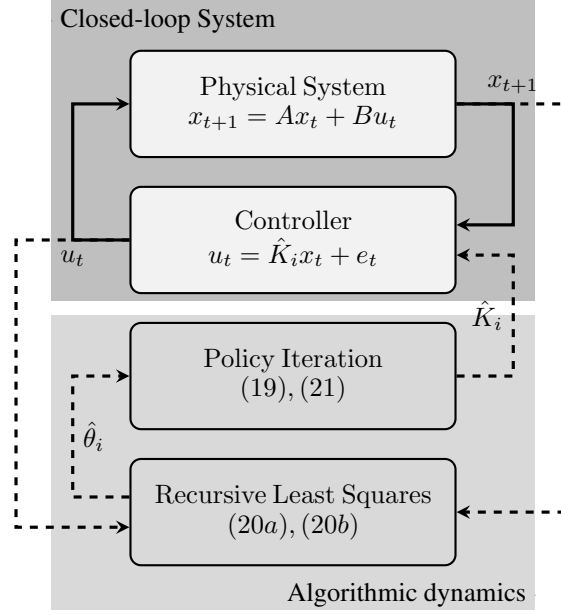 Closed-loop System
Physical System
x_{t+1} = Ax_t + Bu_t
x_{t+1}
Controller
u_t = \hat{K}_i x_t + e_t
u_t
\hat{K}_i
Policy Iteration
(19), (21)
\hat{θ}_i
Recursive Least Squares
(20a), (20b)
Algorithmic dynamics